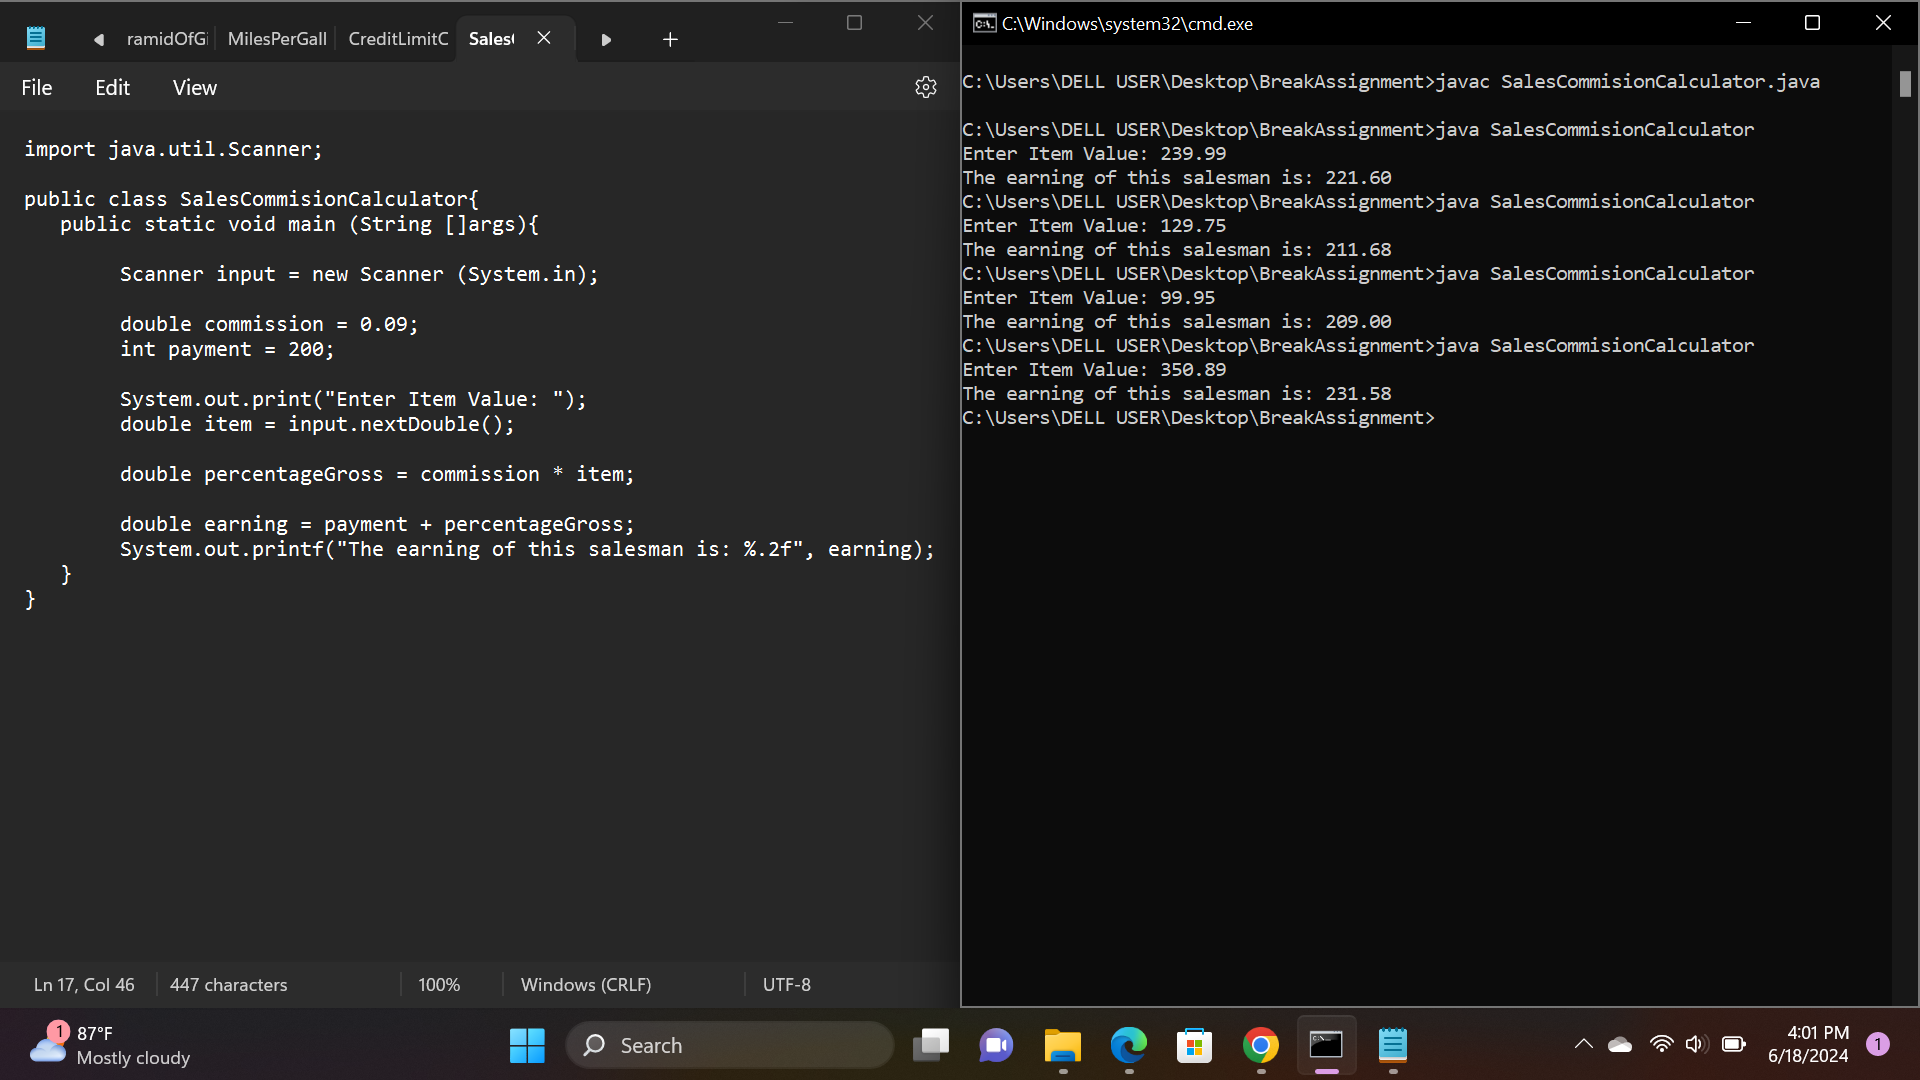 ramidOfGi MilesPerGall CreditLimitC Sales
File Edit View
import java.util.Scanner;
public class SalesCommisionCalculator{
public static void main (String []args){
Scanner input = new Scanner (System.in);
double commission = 0.09;
int payment = 200;
System.out.print("Enter Item Value: ");
double item = input.nextDouble();
double percentageGross = commission * item;
double earning = payment + percentageGross;
System.out.printf("The earning of this salesman is: %.2f", earning);
}
}
Ln 17, Col 46 447 characters 100% Windows (CRLF) UTF-8
C:\Windows\system32\cmd.exe
C:\Users\DELL USER\Desktop\BreakAssignment>javac SalesCommisionCalculator.java
C:\Users\DELL USER\Desktop\BreakAssignment>java SalesCommisionCalculator
Enter Item Value: 239.99
The earning of this salesman is: 221.60
C:\Users\DELL USER\Desktop\BreakAssignment>java SalesCommisionCalculator
Enter Item Value: 129.75
The earning of this salesman is: 211.68
C:\Users\DELL USER\Desktop\BreakAssignment>java SalesCommisionCalculator
Enter Item Value: 99.95
The earning of this salesman is: 209.00
C:\Users\DELL USER\Desktop\BreakAssignment>java SalesCommisionCalculator
Enter Item Value: 350.89
The earning of this salesman is: 231.58
C:\Users\DELL USER\Desktop\BreakAssignment>
1
87°F
Mostly cloudy
Search
4:01 PM
6/18/2024
1